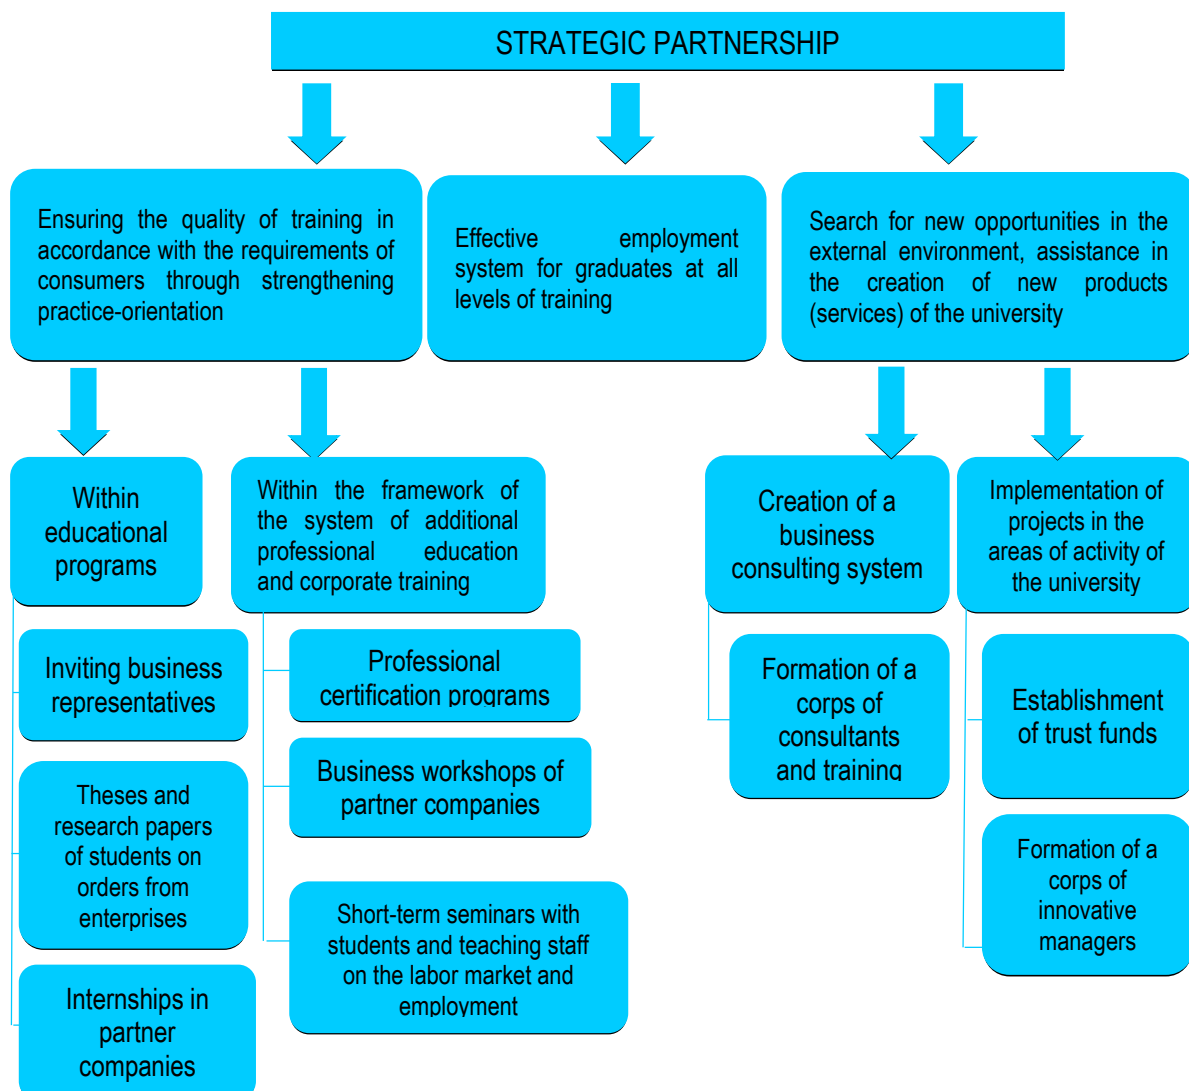 STRATEGIC PARTNERSHIP
Ensuring the quality of training in
accordance with the requirements of
consumers through strengthening
practice-orientation
Effective employment
system for graduates at all
levels of training
Search for new opportunities in the
external environment, assistance in
the creation of new products
(services) of the university
Within
educational
programs
Within the framework of
the system of additional
professional education
and corporate training
Creation of a
business
consulting system
Implementation of
projects in the
areas of activity of
the university
Inviting business
representatives
Theses and
research papers
of students on
orders from
enterprises
Internships in
partner
companies
Professional
certification programs
Business workshops of
partner companies
Short-term seminars with
students and teaching staff
on the labor market and
employment
Formation of a
corps of
consultants
and training
Establishment
of trust funds
Formation of a
corps of
innovative
managers